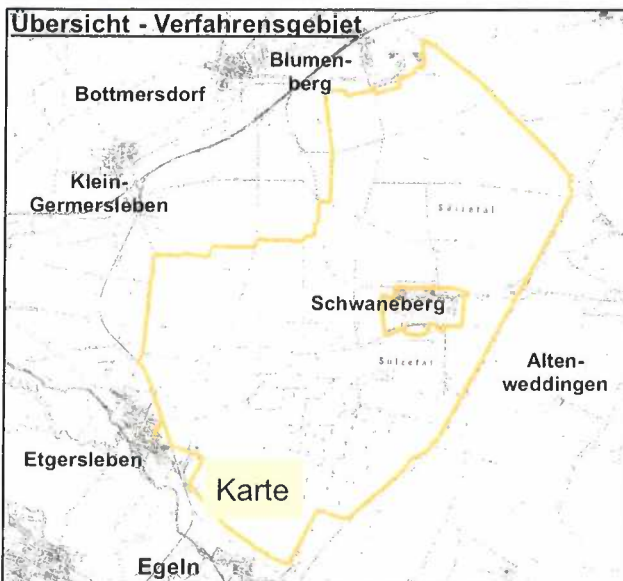 Übersicht - Verfahrensgebiet
Blumen-
berg
Bottmersdorf
Klein-
Germersleben
Sülzetal
Schwaneberg
Sülzetal
Alten-
weddingen
Etgersleben
Karte
Egeln